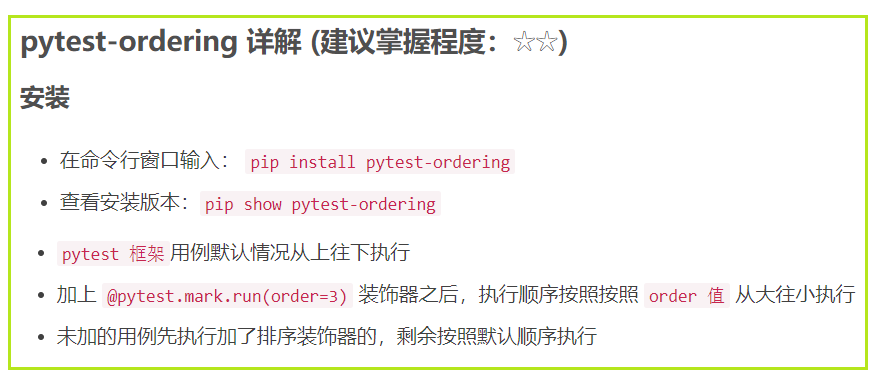 pytest-ordering 详解 (建议掌握程度：☆☆)
安装
• 在命令行窗口输入： pip install pytest-ordering
• 查看安装版本：pip show pytest-ordering
• pytest 框架 用例默认情况从上往下执行
• 加上 @pytest.mark.run(order=3) 装饰器之后，执行顺序按照按照 order 值 从大往小执行
• 未加的用例先执行加了排序装饰器的，剩余按照默认顺序执行